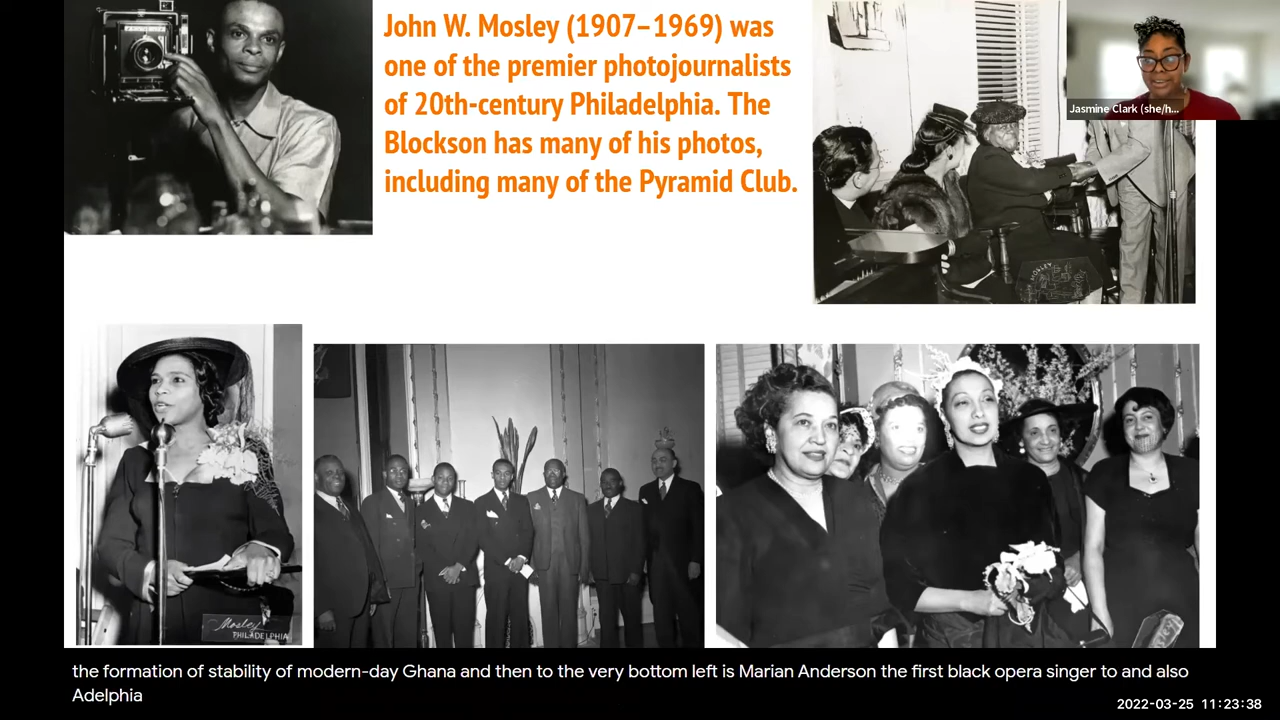 John W. Mosley (1907–1969) was
one of the premier photojournalists
of 20th-century Philadelphia. The
Blockson has many of his photos,
including many of the Pyramid Club.
Jasmine Clark (she/h...
MOSLEY
Mosley
PHILADELPHIA
the formation of stability of modern-day Ghana and then to the very bottom left is Marian Anderson the first black opera singer to and also
Adelphia
2022-03-25 11:23:38